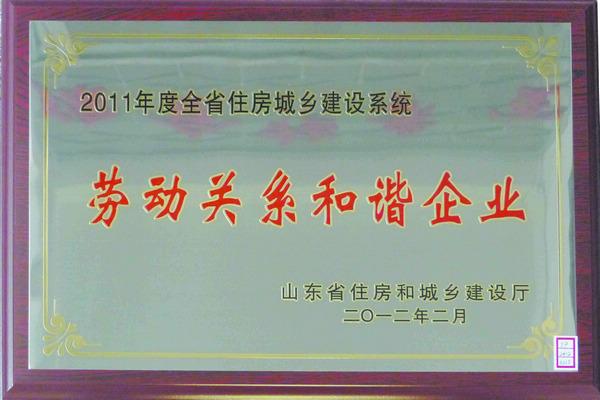 2011年度全省住房城乡建设系统
劳动关系和谐企业
山东省住房和城乡建设厅
二〇一二年二月